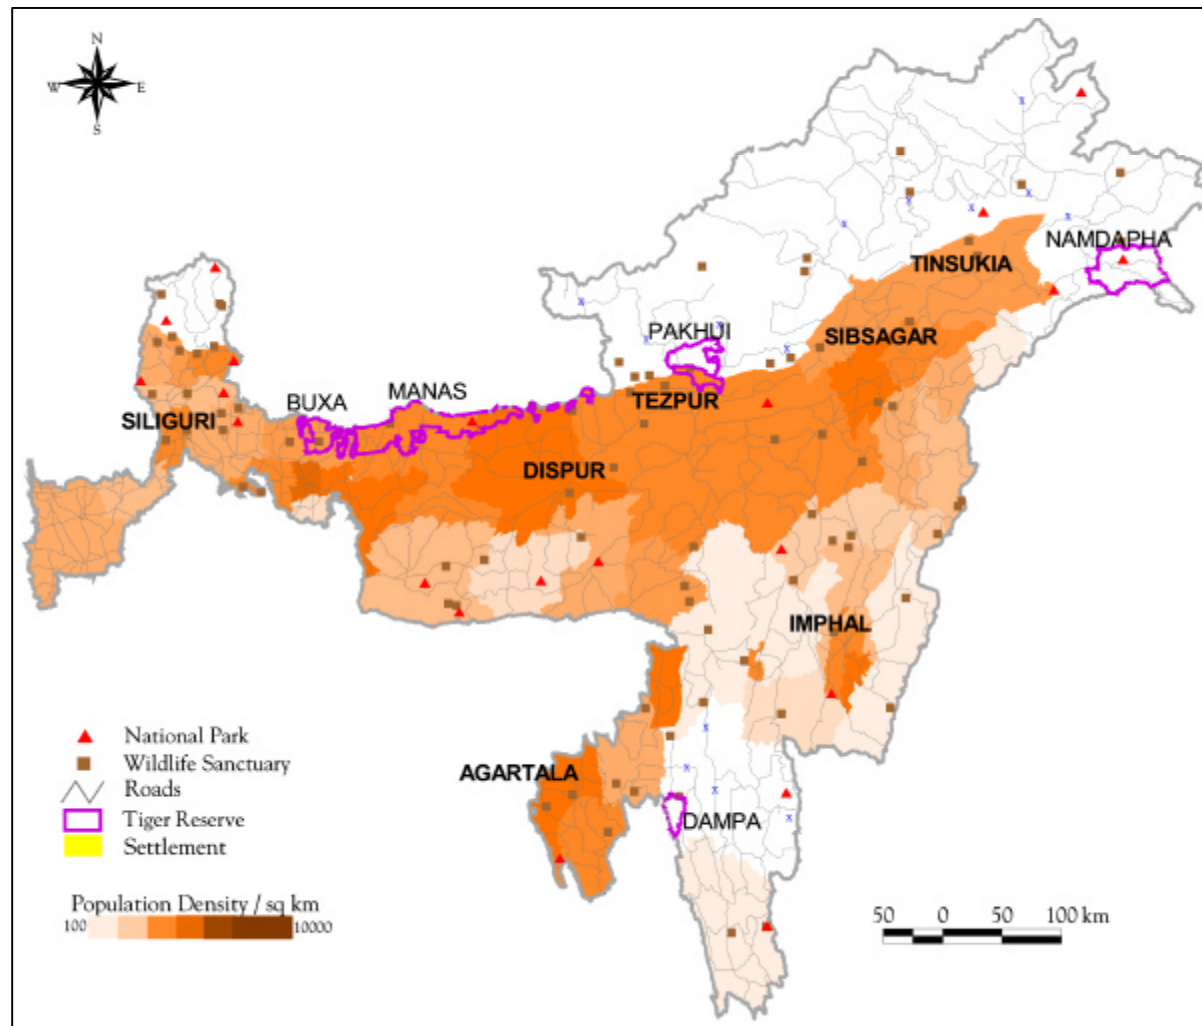 N
W E
S
NAMDAPHA
TINSUKIA
PAKHUI
SIBSAGAR
BUXA
MANAS
TEZPUR
SILIGURI
DISPUR
IMPHAL
AGARTALA
DAMPA
National Park
Wildlife Sanctuary
Roads
Tiger Reserve
Settlement
Population Density / sq km
100 10000
50 0 50 100 km